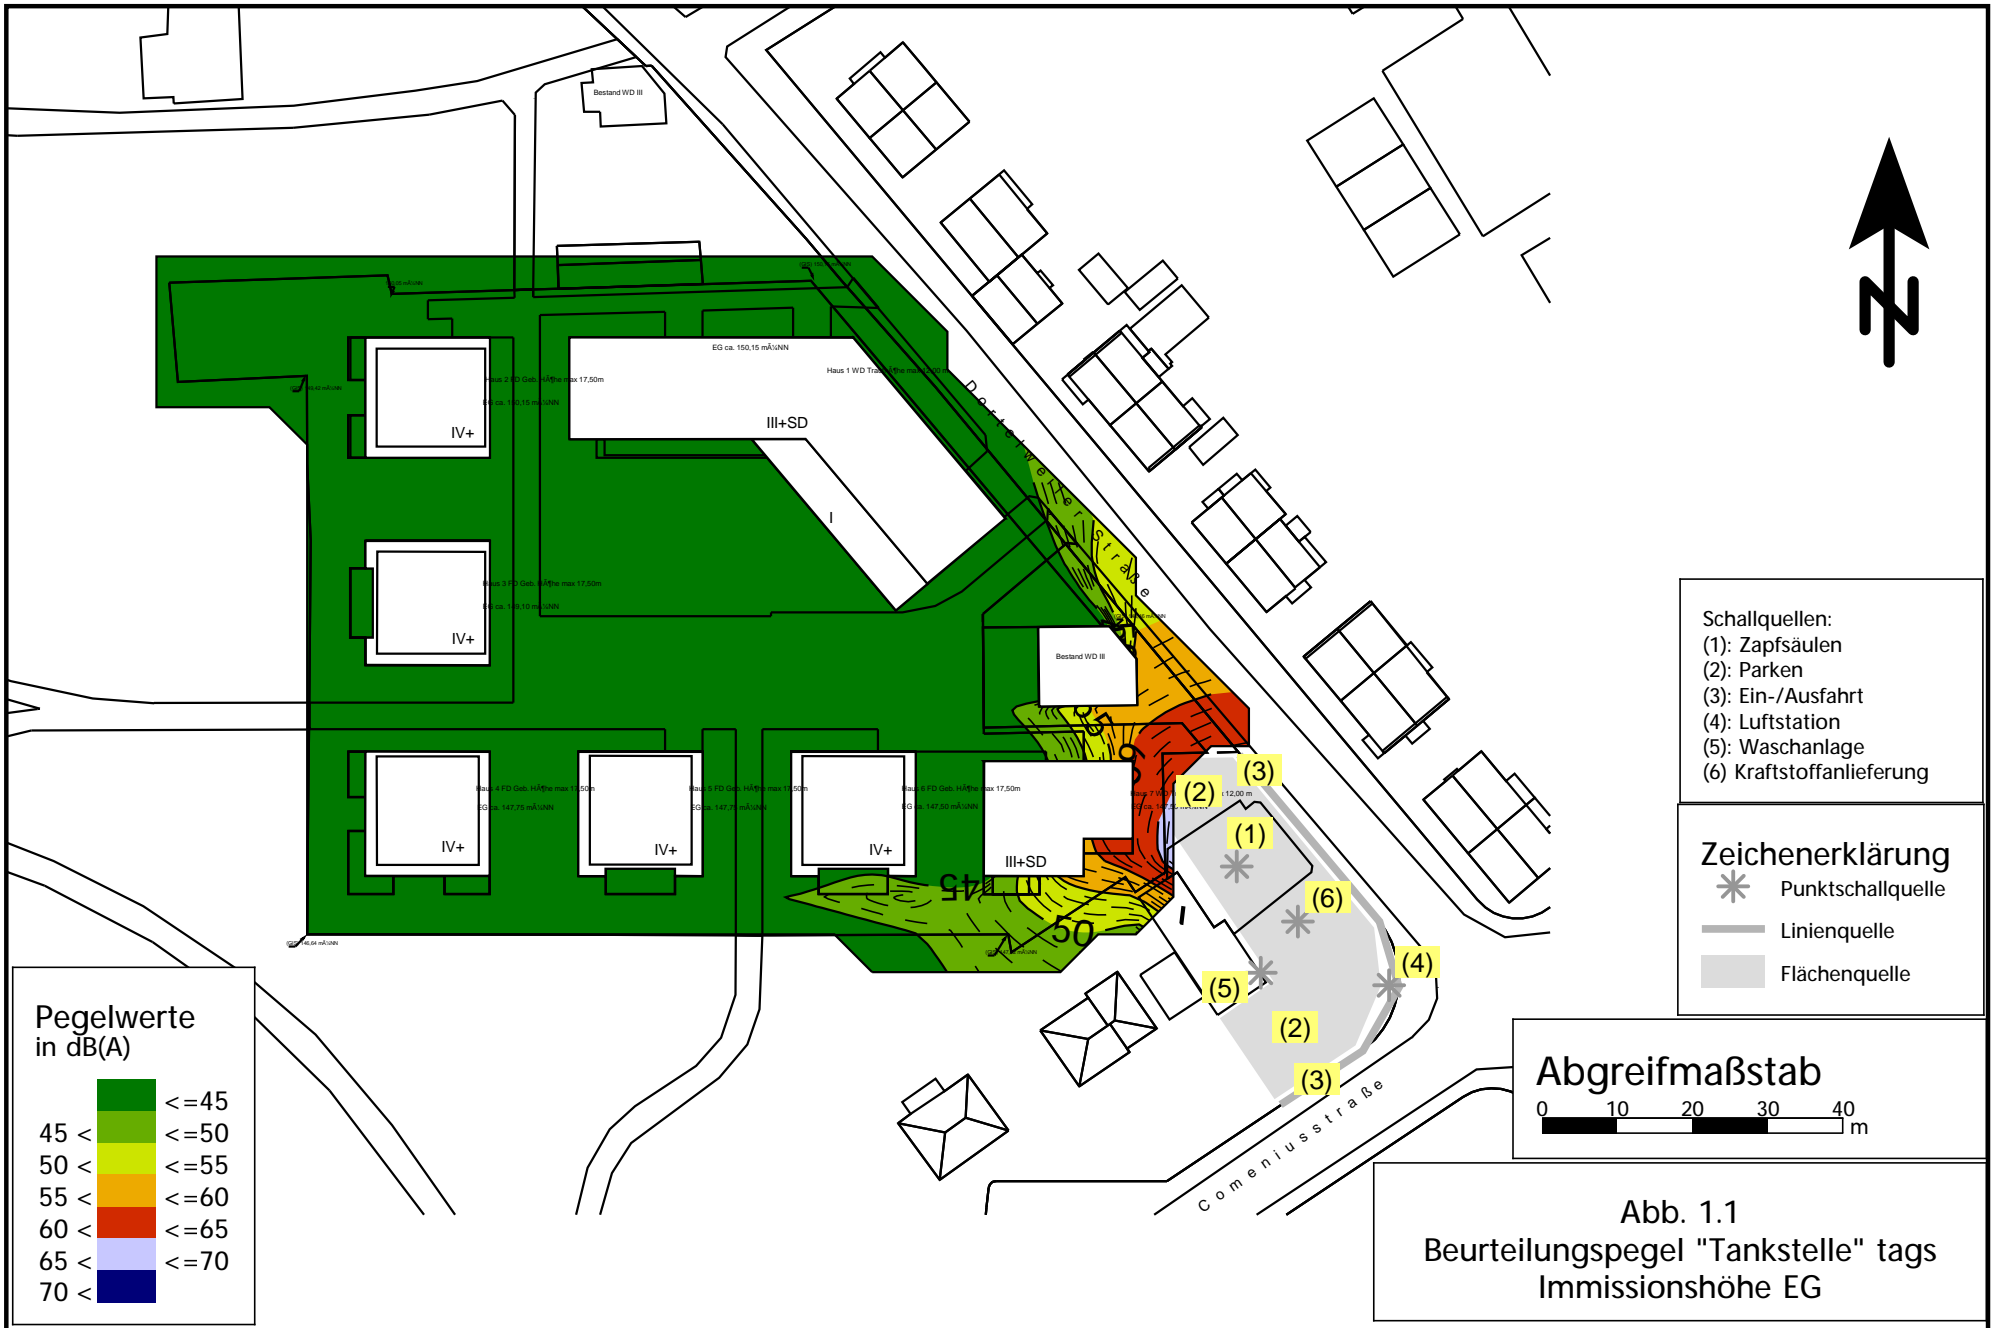 Bestand WD III
EG ca. 150,15 m¼NN
IV+
III+SD
I
Dortelweiler Straße
IV+
Bestand WD III
55
60
(3)
(2)
(1)
IV+
IV+
IV+
III+SD
45
50
I
(6)
(4)
(5)
(2)
(3)
Comeniusstraße
N
Schallquellen:
(1): Zapfsäulen
(2): Parken
(3): Ein-/Ausfahrt
(4): Luftstation
(5): Waschanlage
(6) Kraftstoffanlieferung
Zeichenerklärung
Punktschallquelle
Linienquelle
Flächenquelle
Abgreifmaßstab
0 10 20 30 40
m
Pegelwerte
in dB(A)
<=45
45 < <=50
50 < <=55
55 < <=60
60 < <=65
65 < <=70
70 <
Abb. 1.1
Beurteilungspegel "Tankstelle" tags
Immissionshöhe EG